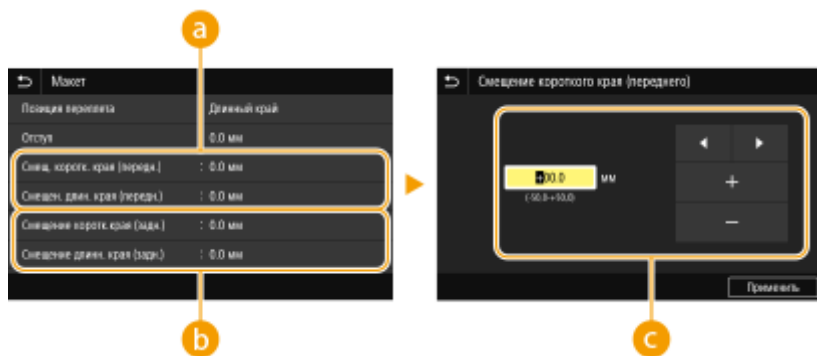 a
Макет
Позиция переплета Длинный край
Отступ 0.0 мм
Смещ. коротк. края (передн.) : 0.0 мм
Смещен. длин. края (передн.) : 0.0 мм
Смещение коротк.края (задн.) : 0.0 мм
Смещение длинн. края (задн.) : 0.0 мм
b
Смещение короткого края (переднего)
+00.0 мм
(-50.0-+50.0)
+
−
Применить
c